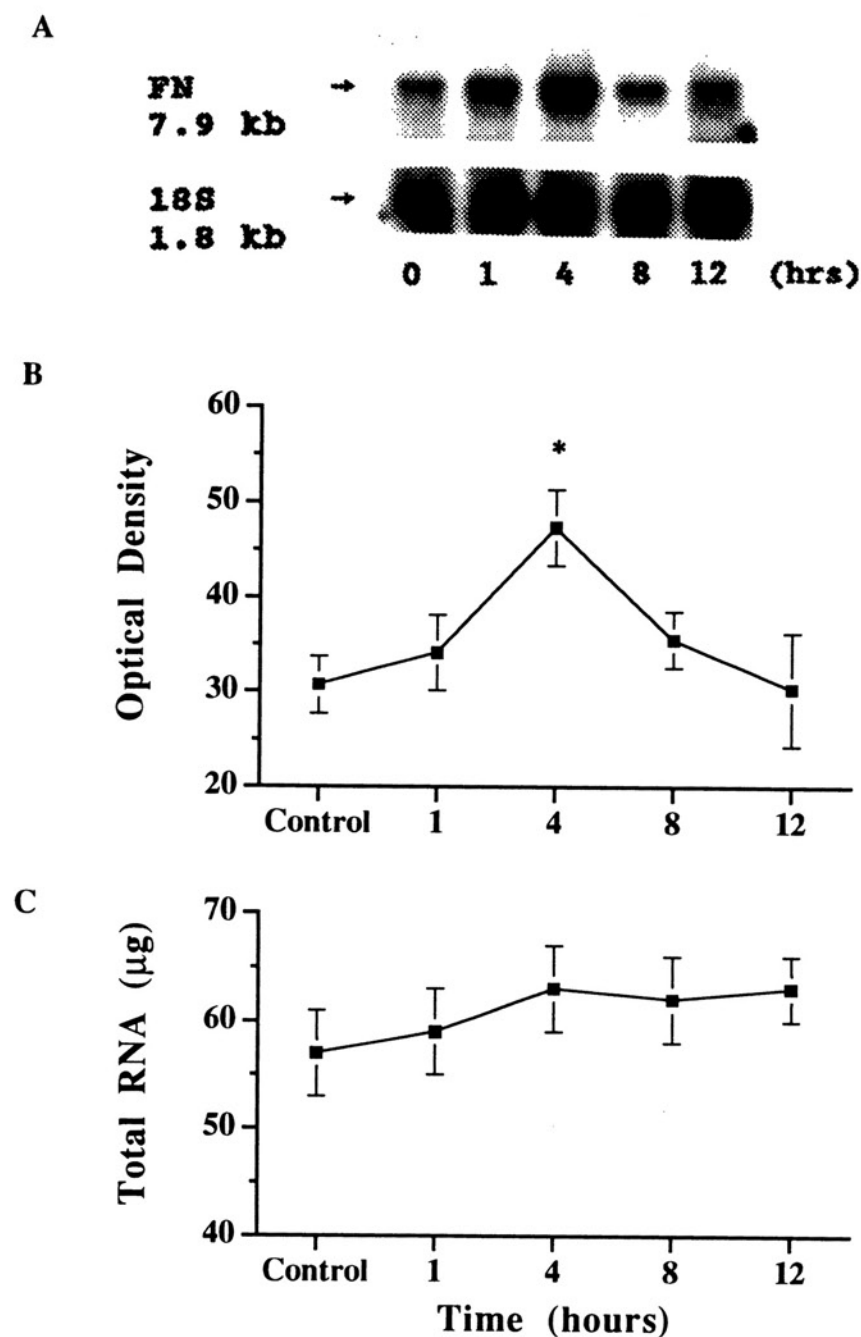 A
FN →
7.9 kb
18S →
1.8 kb
0 1 4 8 12 (hrs)
B
Optical Density
60
50
40
30
20
*
Control 1 4 8 12
C
Total RNA (µg)
70
60
50
40
Control 1 4 8 12
Time (hours)